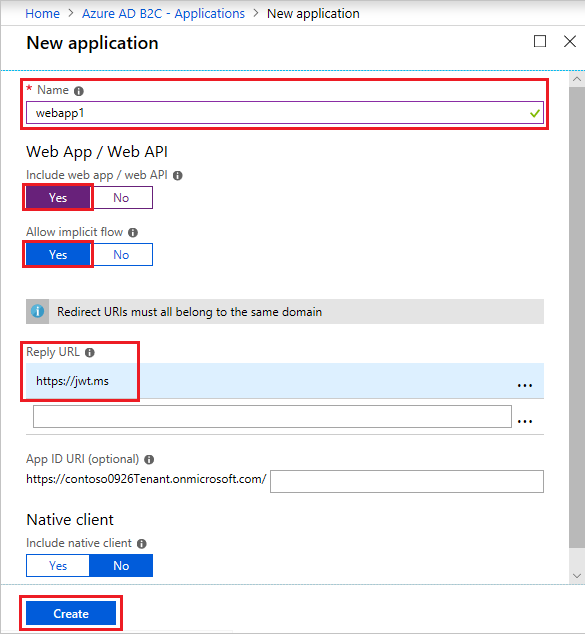 Home > Azure AD B2C - Applications > New application
New application
* Name
webapp1
Web App / Web API
Include web app / web API
Yes No
Allow implicit flow
Yes No
Redirect URIs must all belong to the same domain
Reply URL
https://jwt.ms ...
...
App ID URI (optional)
https://contoso0926Tenant.onmicrosoft.com/
Native client
Include native client
Yes No
Create